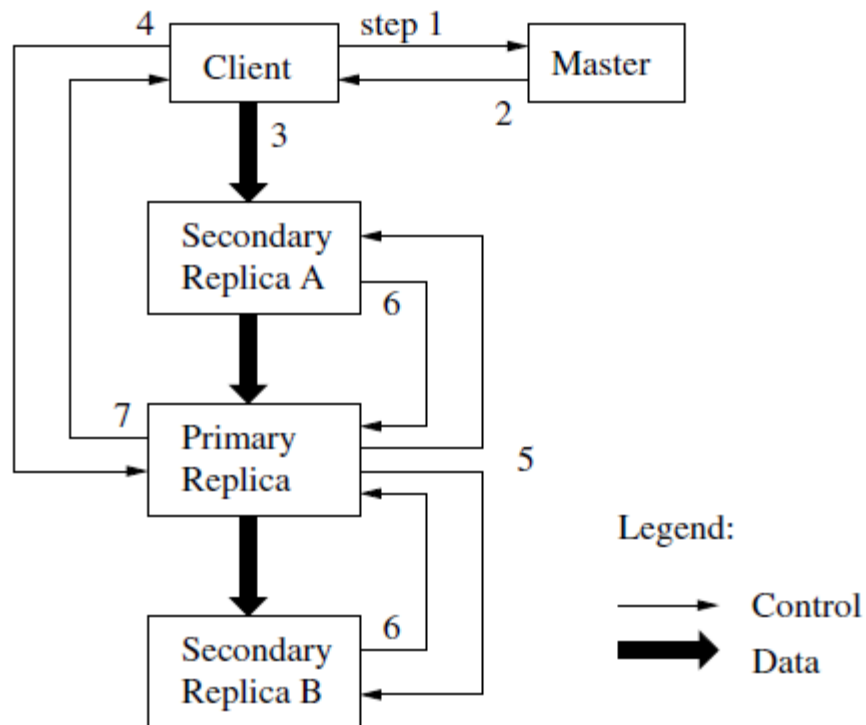 4
step 1
Client
Master
2
3
Secondary
Replica A
6
7
Primary
Replica
5
Legend:
Control
6
Secondary
Replica B
Data